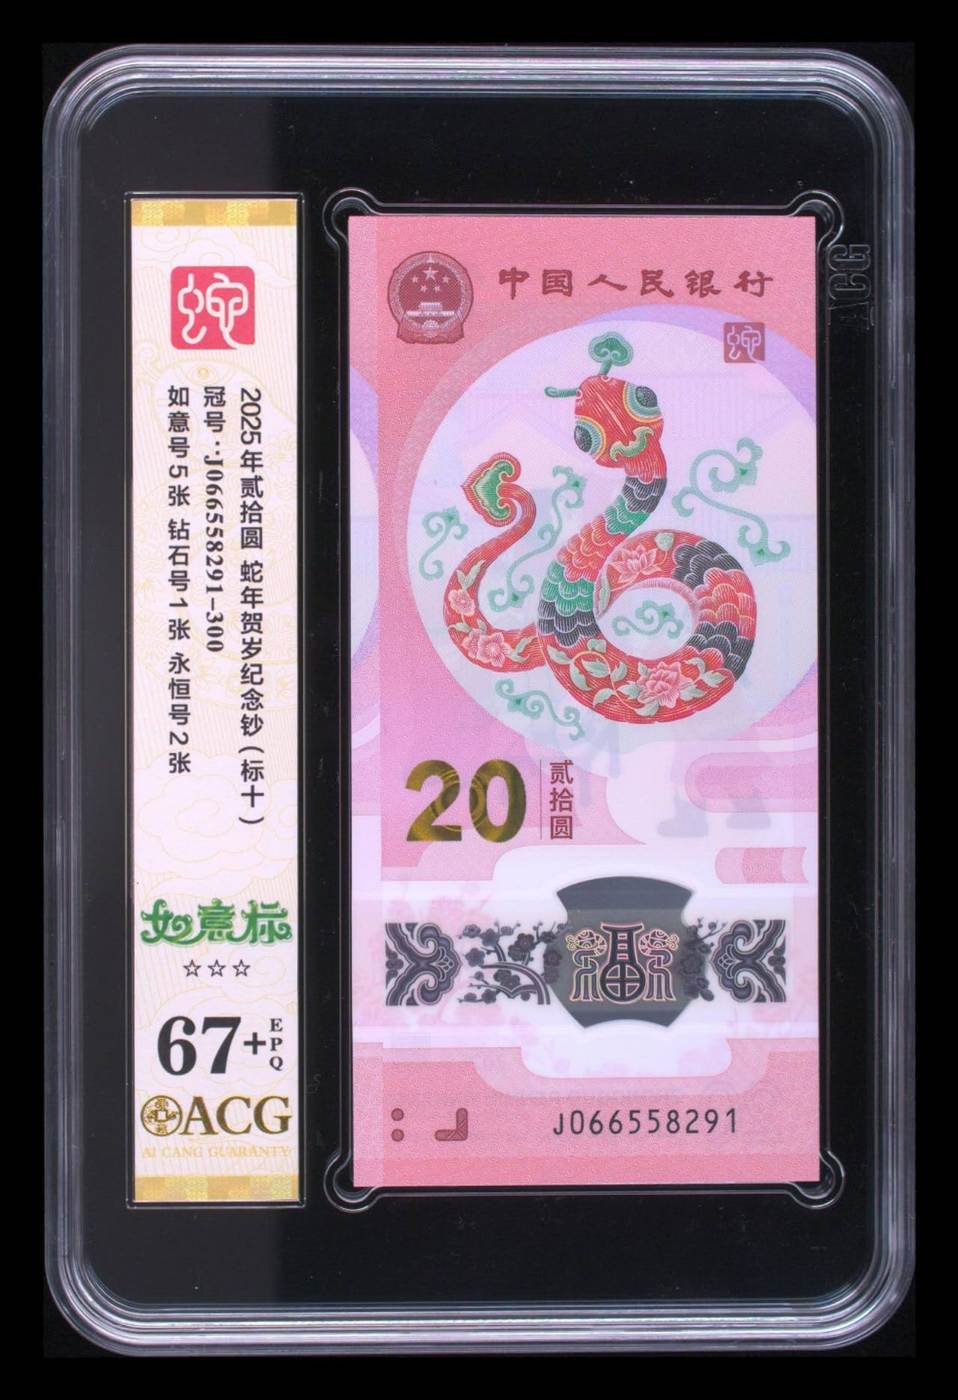 蛇
2025年贰拾圆 蛇年贺岁纪念钞（标十）
冠号：J066558291-300
如意号5张 钻石号1张 永恒号2张
如意标
☆☆☆
67+
EPQ
ACG
AI CANG GUARANTY
中国人民银行
蛇
20
贰拾圆
福
J066558291
ACG